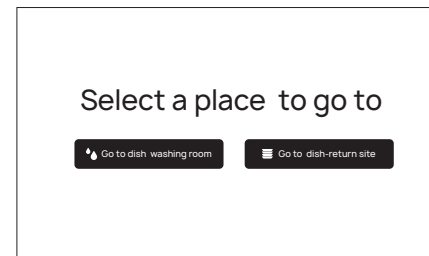 Select a place to go to
Go to dish washing room
Go to dish-return site